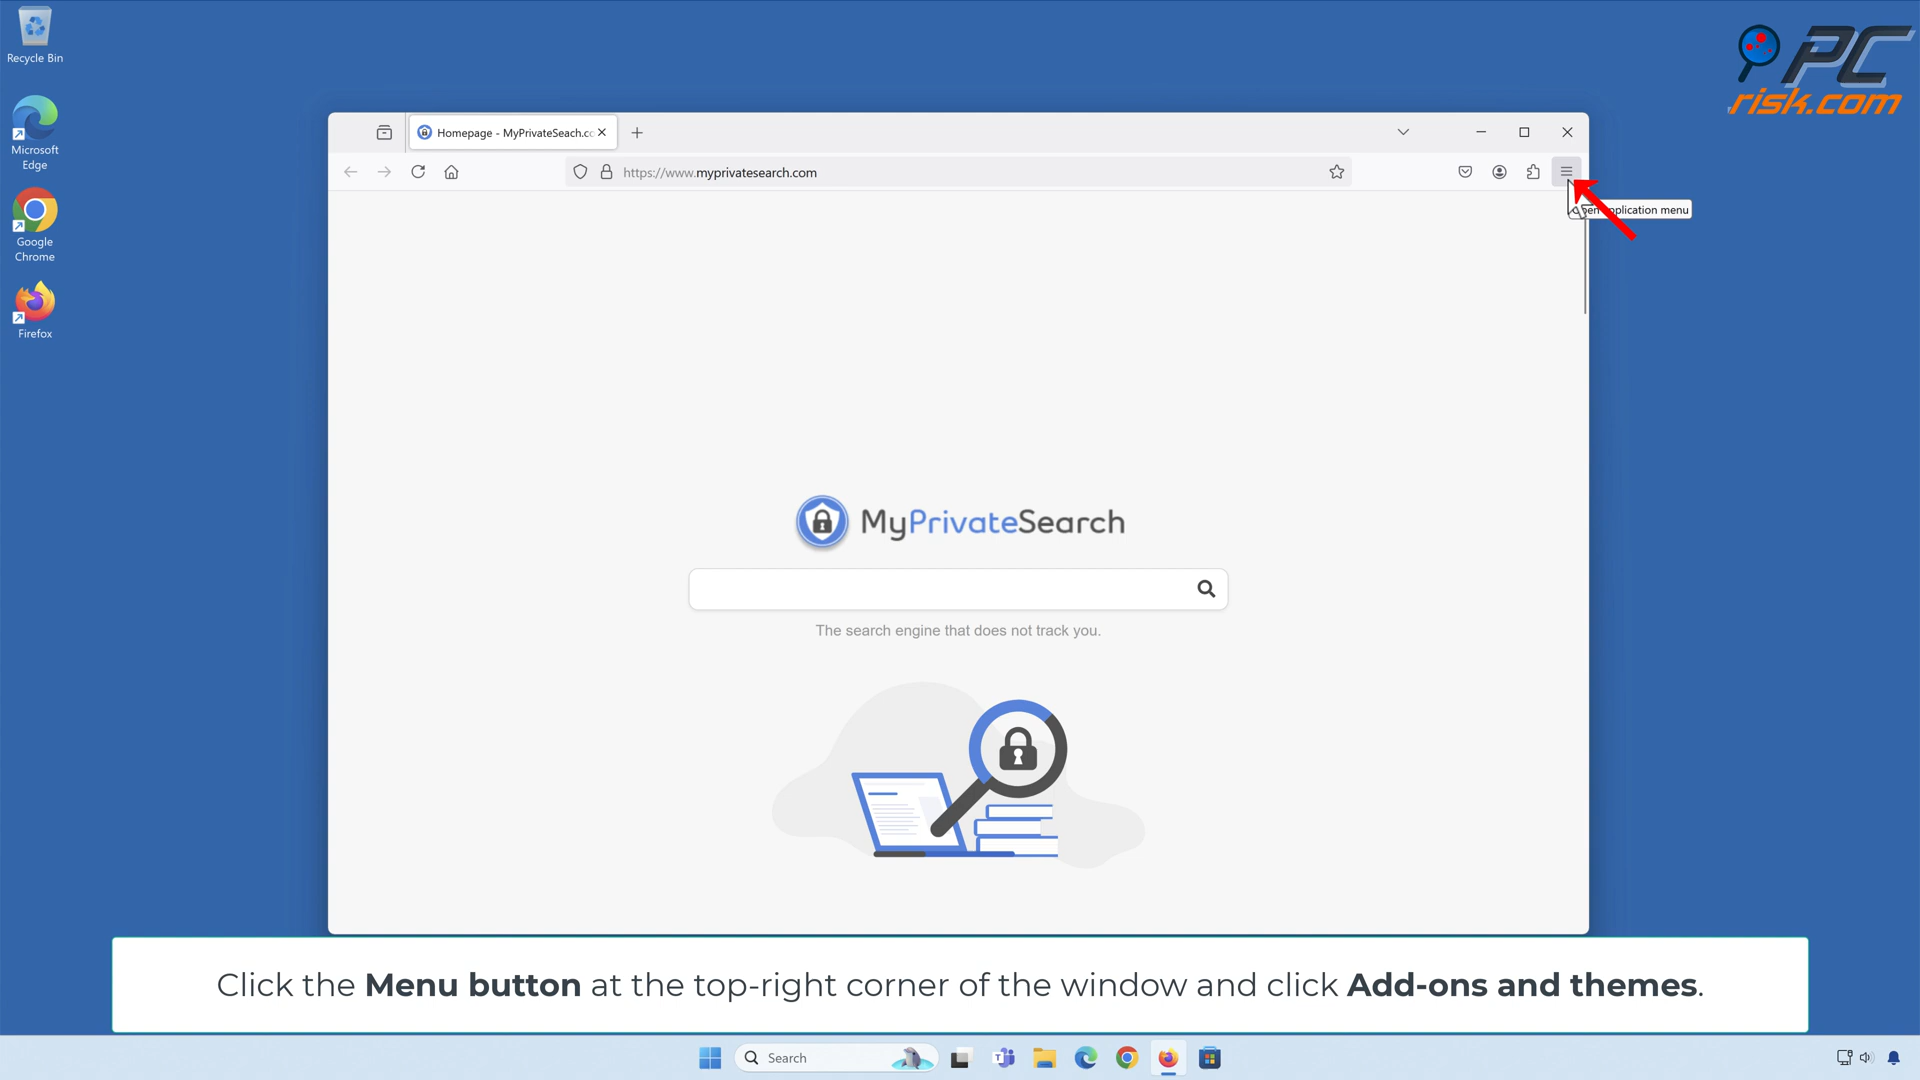 Recycle Bin
PC
risk.com
Homepage - MyPrivateSeach.co
https://www.myprivatesearch.com
Microsoft
Edge
application menu
Google
Chrome
Firefox
MyPrivateSearch
The search engine that does not track you.
Click the Menu button at the top-right corner of the window and click Add-ons and themes.
Search